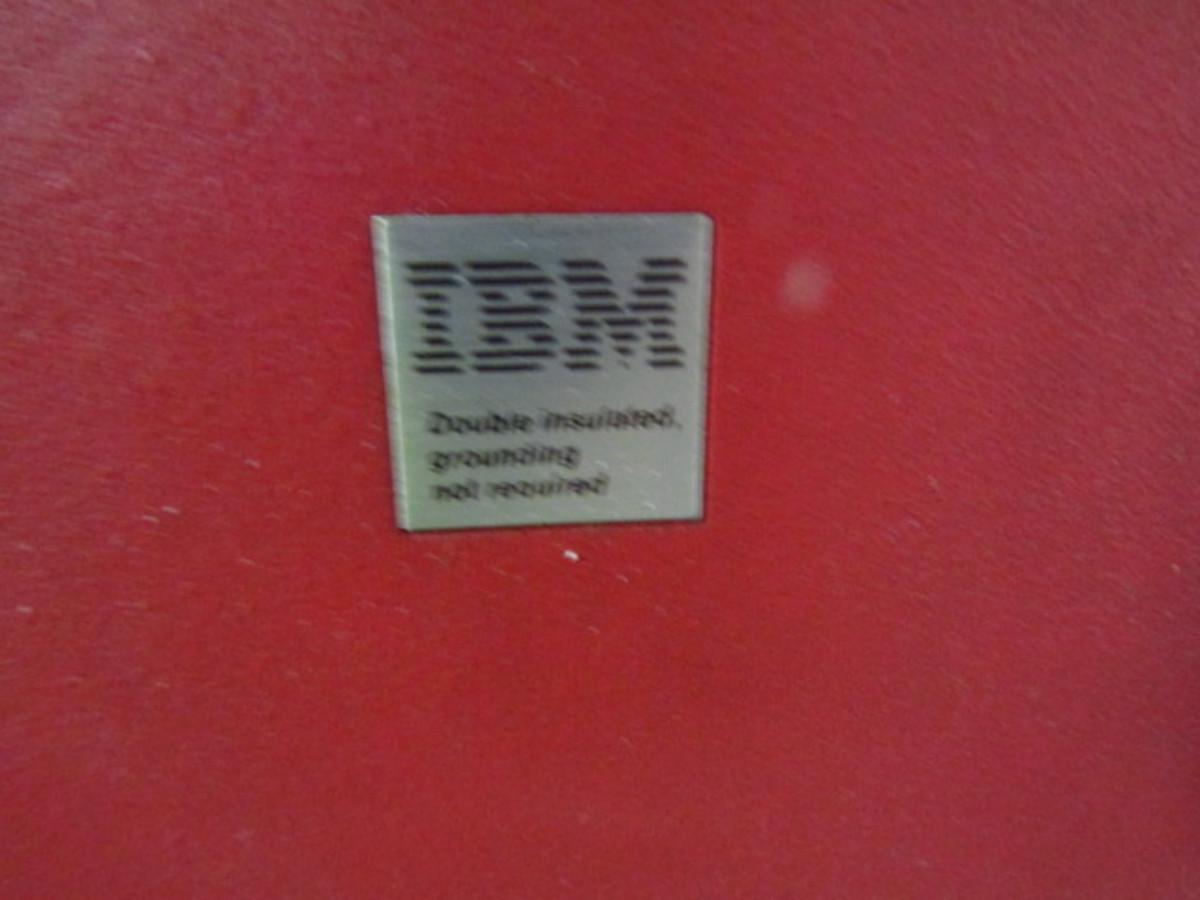 IBM
Double insulated,
grounding
not required